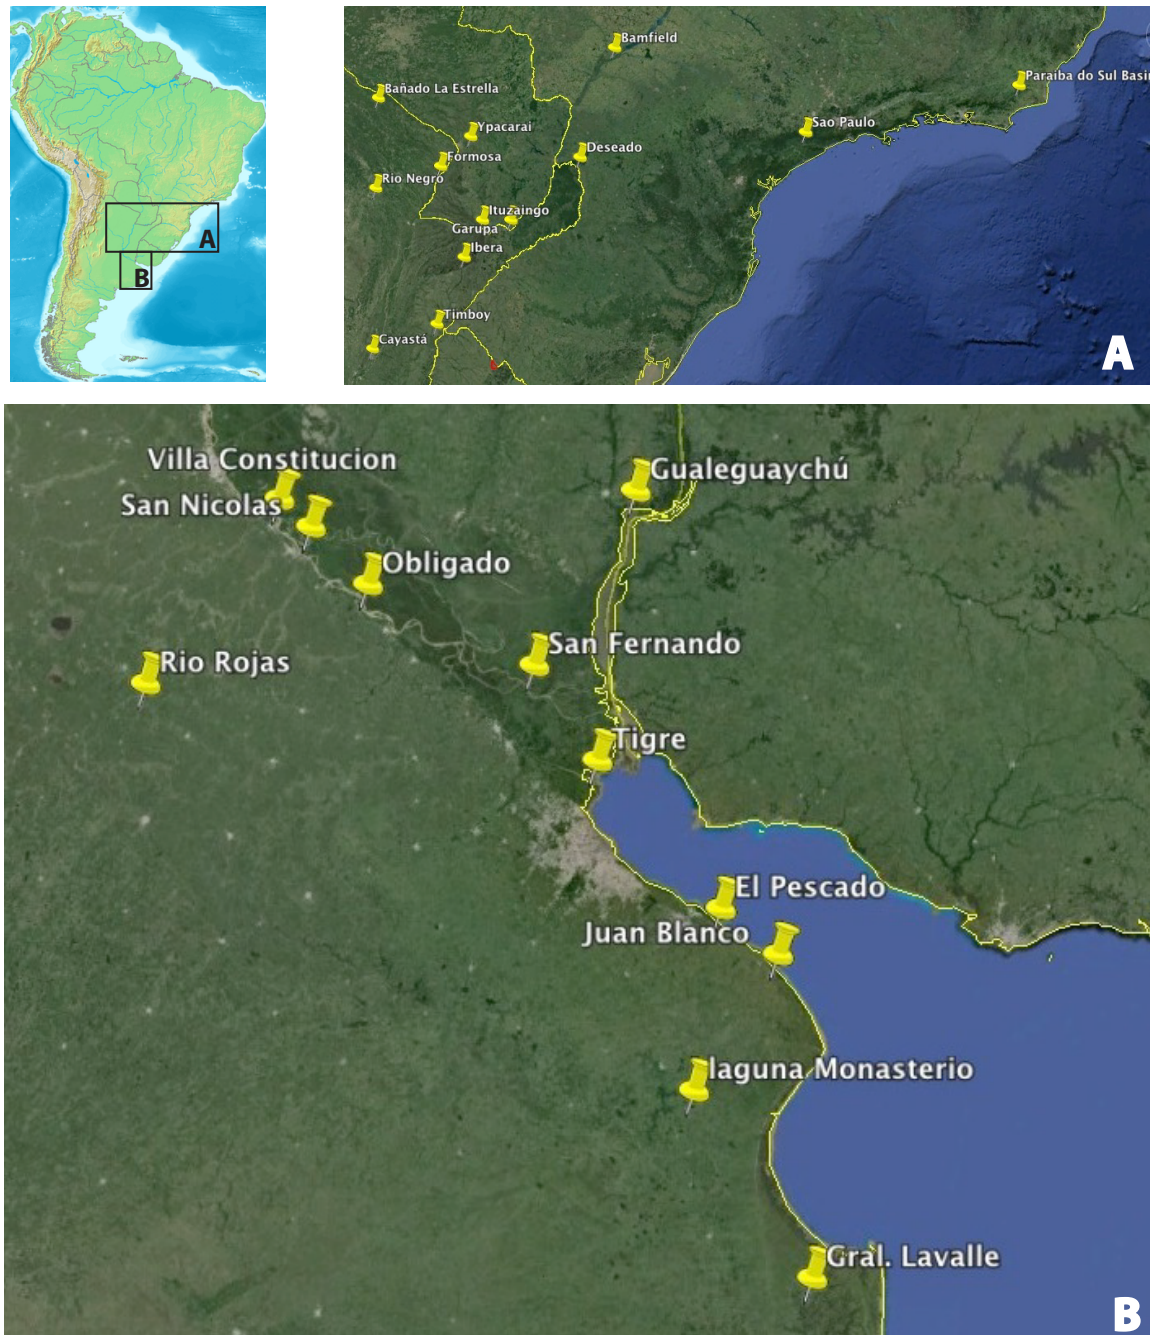 A
B
Bamfield
Bañado La Estrella
Paraiba do Sul Basin
Ypacarai
Sao Paulo
Formosa
Deseado
Rio Negro
Ituzaingo
Garupa
Ibera
Timboy
Cayastá
A
Villa Constitucion
Gualeguaychú
San Nicolas
Obligado
San Fernando
Rio Rojas
Tigre
El Pescado
Juan Blanco
laguna Monasterio
Gral. Lavalle
B